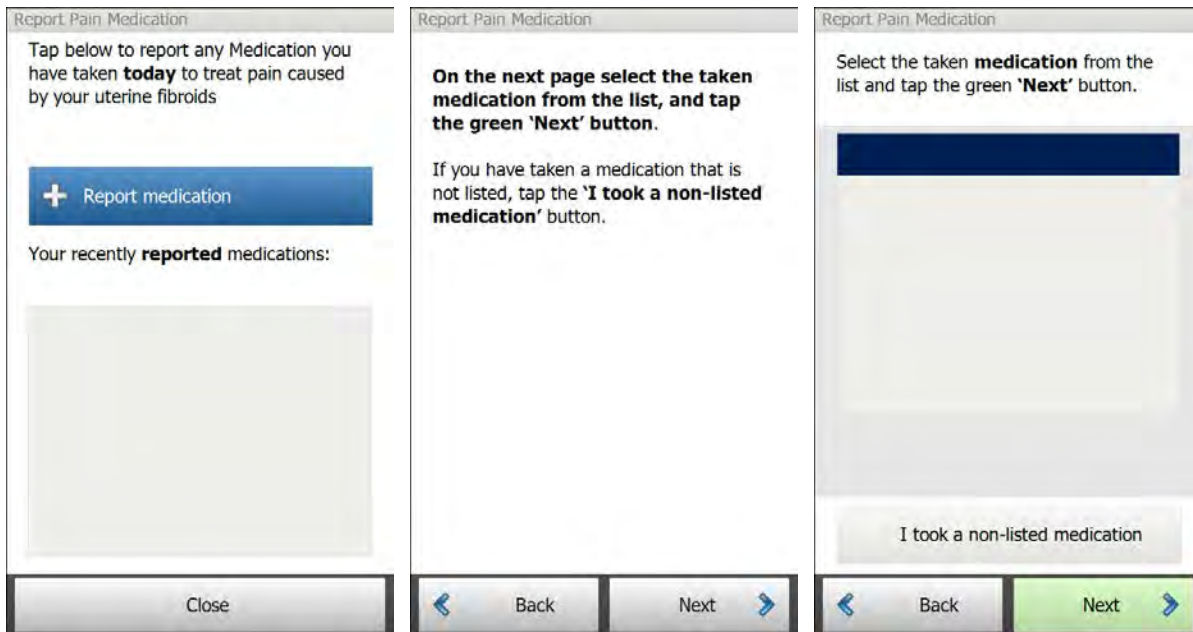 Report Pain Medication
Tap below to report any Medication you
have taken today to treat pain caused
by your uterine fibroids
Report medication
Your recently reported medications:
Close
Report Pain Medication
On the next page select the taken
medication from the list, and tap
the green ‘Next’ button.
If you have taken a medication that is
not listed, tap the ‘I took a non-listed
medication’ button.
Back
Next
Report Pain Medication
Select the taken medication from the
list and tap the green ‘Next’ button.
I took a non-listed medication
Back
Next